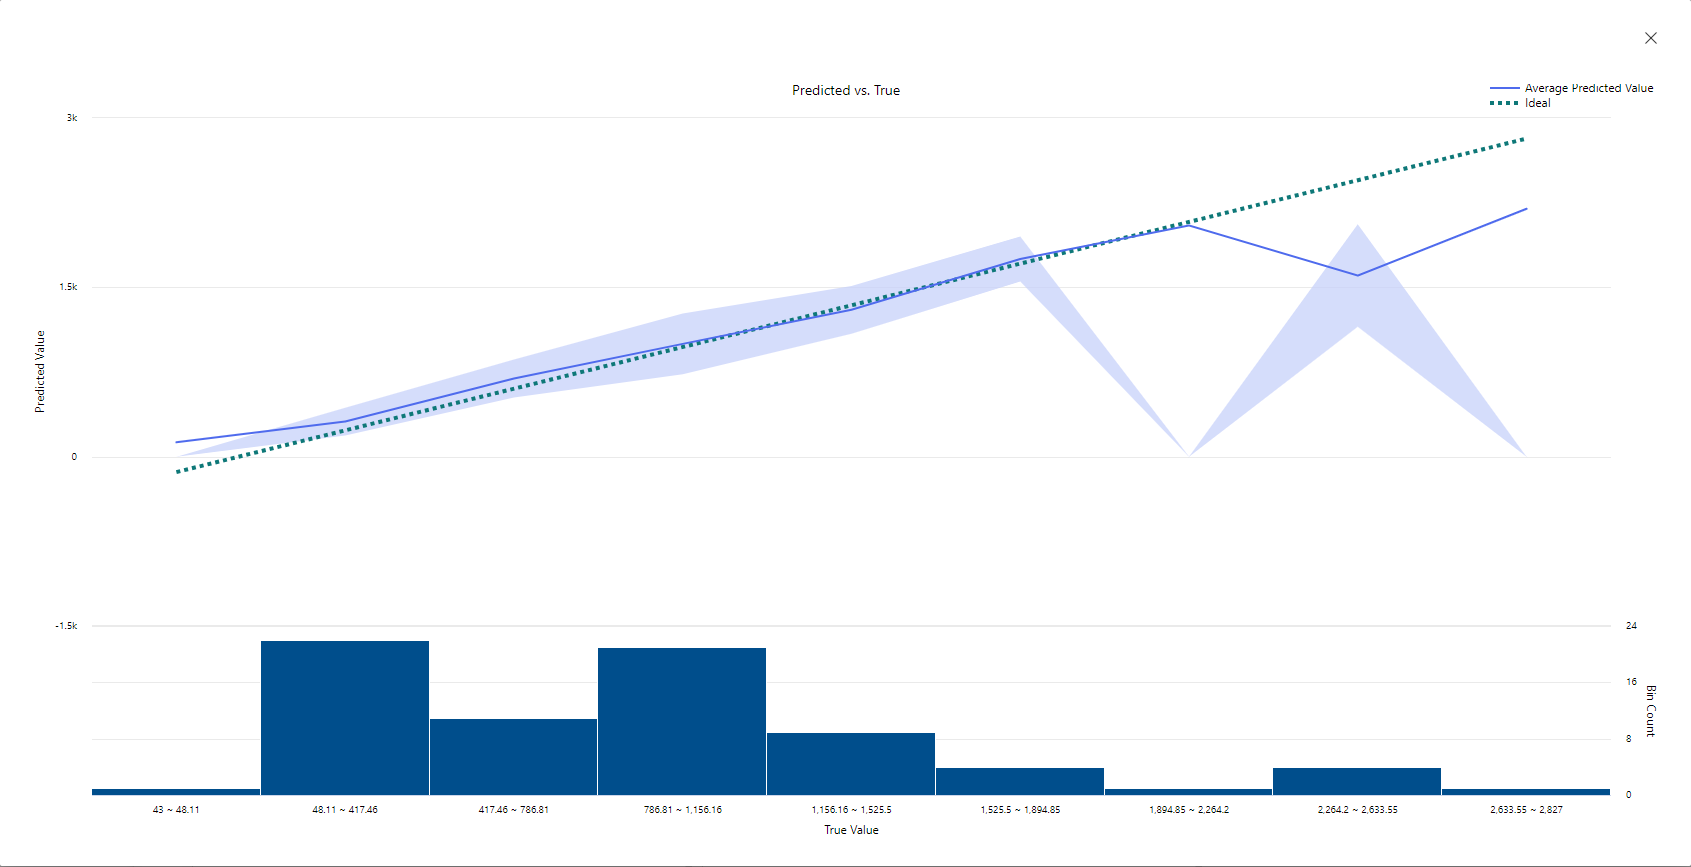 Predicted vs. True
Average Predicted Value
Ideal
3k
1.5k
0
-1.5k
Predicted Value
24
16
8
0
Bin Count
43 ~ 48.11
48.11 ~ 417.46
417.46 ~ 786.81
786.81 ~ 1,156.16
1,156.16 ~ 1,525.5
1,525.5 ~ 1,894.85
1,894.85 ~ 2,264.2
2,264.2 ~ 2,633.55
2,633.55 ~ 2,827
True Value